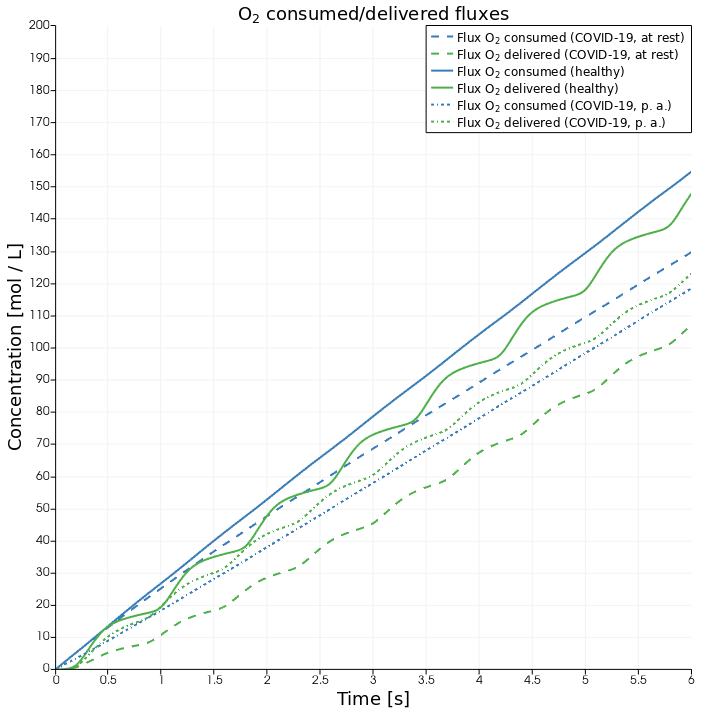 O₂ consumed/delivered fluxes
Flux O₂ consumed (COVID-19, at rest)
Flux O₂ delivered (COVID-19, at rest)
Flux O₂ consumed (healthy)
Flux O₂ delivered (healthy)
Flux O₂ consumed (COVID-19, p. a.)
Flux O₂ delivered (COVID-19, p. a.)
Concentration [mol / L]
200
190
180
170
160
150
140
130
120
110
100
90
80
70
60
50
40
30
20
10
0
0 0.5 1 1.5 2 2.5 3 3.5 4 4.5 5 5.5 6
Time [s]